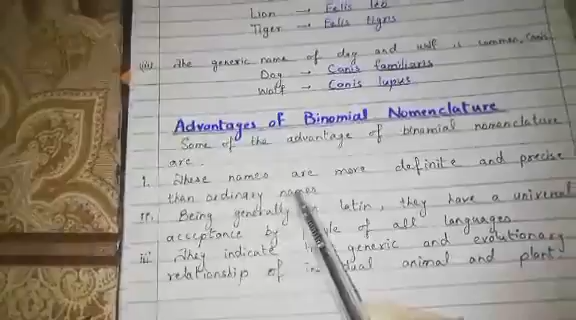 Lion → Felis leo
Tiger → Felis tigris
(iii) The generic name of dog and wolf is common, Canis
Dog → Canis familiaris
Wolf → Canis lupus
Advantages of Binomial Nomenclature
Some of the advantage of binomial nomenclature
are.
i. These names are more definite and precise
than ordinary names
ii. Being generally latin, they have a universal
acceptance by of all languages
iii. They indicate generic and evolutionary
relationship of animal and plant.